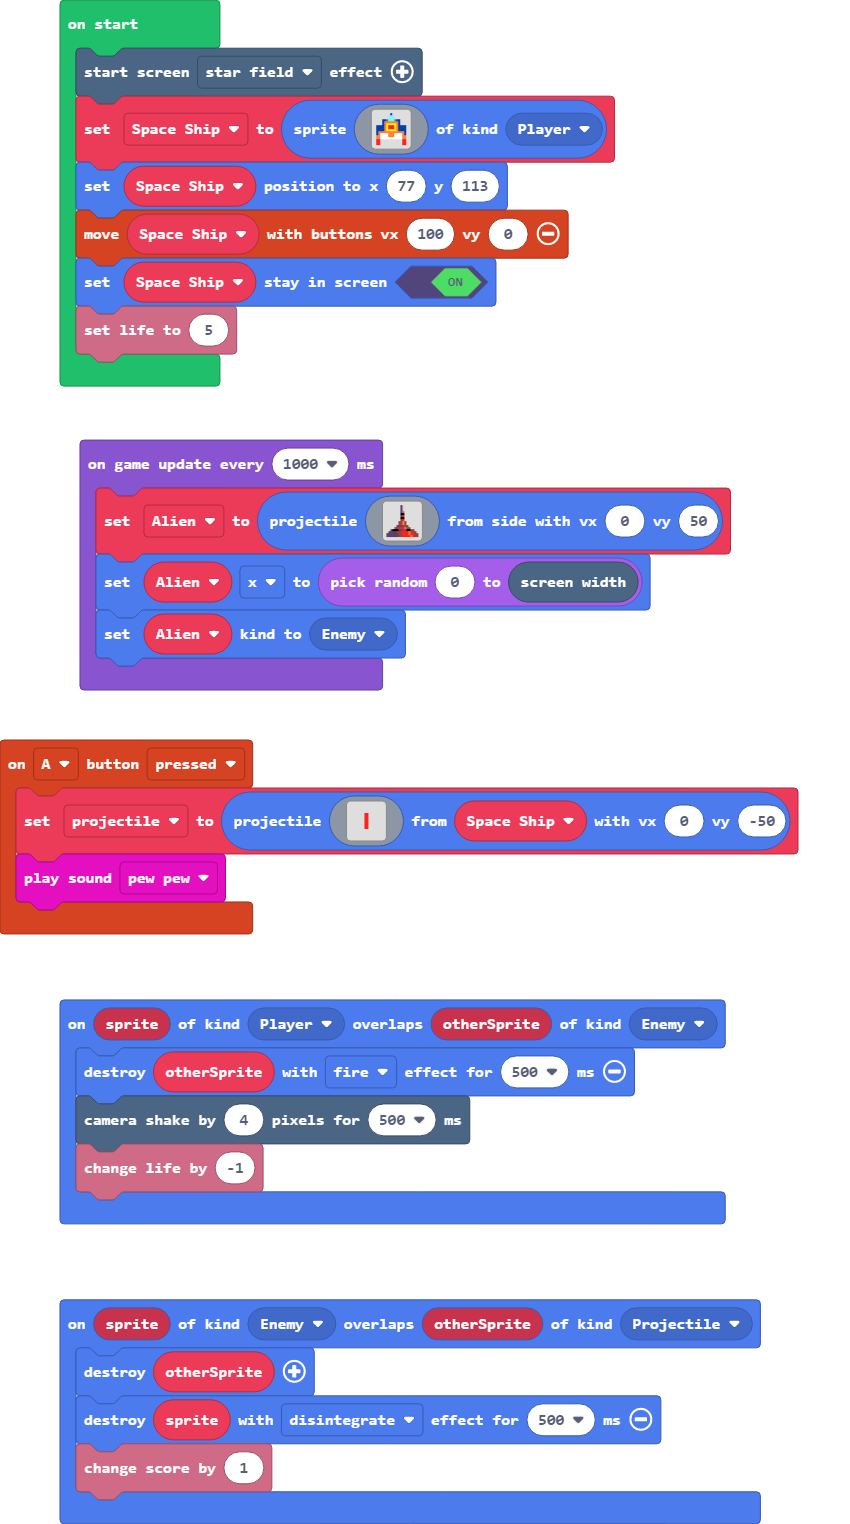 on start
start screen star field effect
set Space Ship to sprite of kind Player
set Space Ship position to x 77 y 113
move Space Ship with buttons vx 100 vy 0
set Space Ship stay in screen ON
set life to 5
on game update every 1000 ms
set Alien to projectile from side with vx 0 vy 50
set Alien x to pick random 0 to screen width
set Alien kind to Enemy
on A button pressed
set projectile to projectile from Space Ship with vx 0 vy -50
play sound pew pew
on sprite of kind Player overlaps otherSprite of kind Enemy
destroy otherSprite with fire effect for 500 ms
camera shake by 4 pixels for 500 ms
change life by -1
on sprite of kind Enemy overlaps otherSprite of kind Projectile
destroy otherSprite
destroy sprite with disintegrate effect for 500 ms
change score by 1